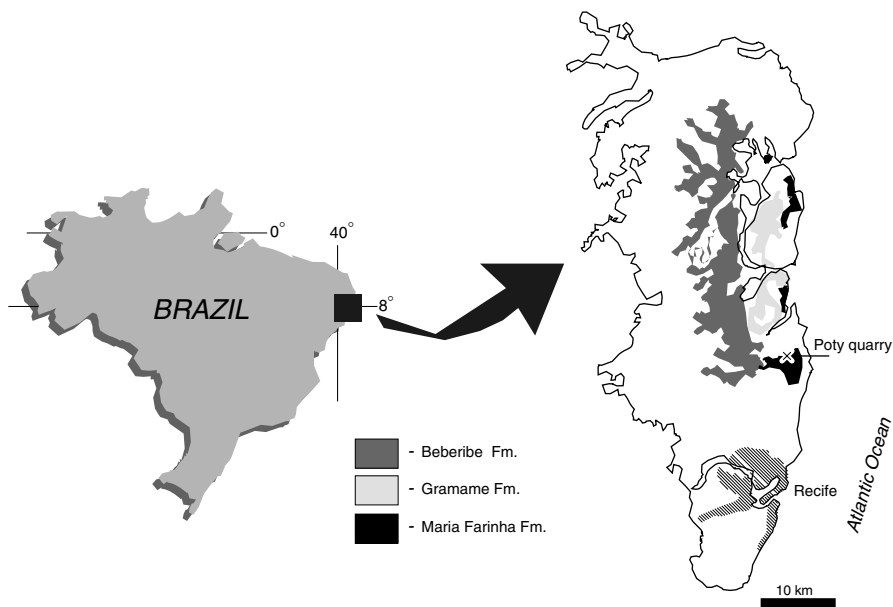 0°
40°
BRAZIL
8°
- Beberibe Fm.
- Gramame Fm.
- Maria Farinha Fm.
Poty quarry
Recife
Atlantic Ocean
10 km